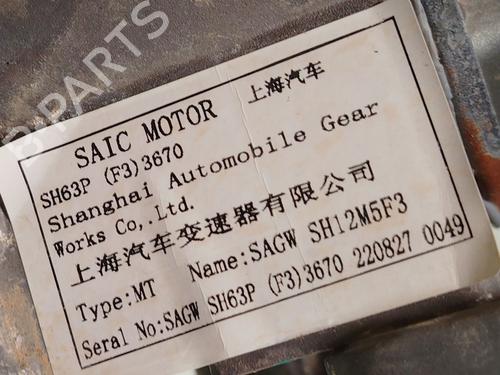 B PARTS
SAIC MOTOR 上海汽车
SH63P (F3)3670
Shanghai Automobile Gear
Works Co,.Ltd.
上海汽车变速器有限公司
Type:MT Name:SAGW SH12M5F3
Seral No:SAGW SH63P (F3)3670 220827 0049